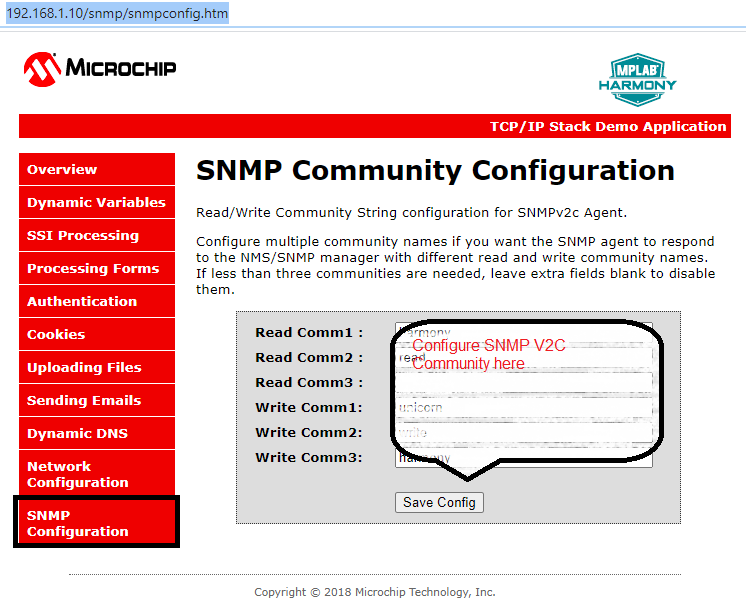 192.168.1.10/snmp/snmpconfig.htm
MICROCHIP
MPLAB
HARMONY
TCP/IP Stack Demo Application
Overview
Dynamic Variables
SSI Processing
Processing Forms
Authentication
Cookies
Uploading Files
Sending Emails
Dynamic DNS
Network
Configuration
SNMP
Configuration
SNMP Community Configuration
Read/Write Community String configuration for SNMPv2c Agent.
Configure multiple community names if you want the SNMP agent to respond
to the NMS/SNMP manager with different read and write community names.
If less than three communities are needed, leave extra fields blank to disable
them.
Read Comm1 : harmony
Read Comm2 : read
Read Comm3 :
Write Comm1: unicorn
Write Comm2: write
Write Comm3: harmony
Configure SNMP V2C
Community here
Save Config
Copyright © 2018 Microchip Technology, Inc.